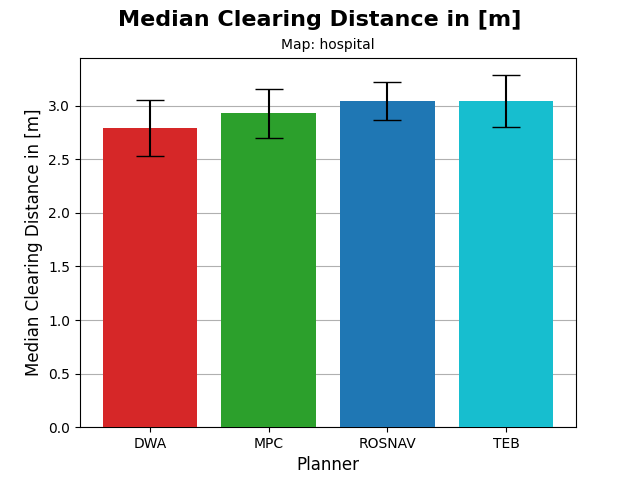 Median Clearing Distance in [m]
Map: hospital
Median Clearing Distance in [m]
3.0
2.5
2.0
1.5
1.0
0.5
0.0
DWA MPC ROSNAV TEB
Planner